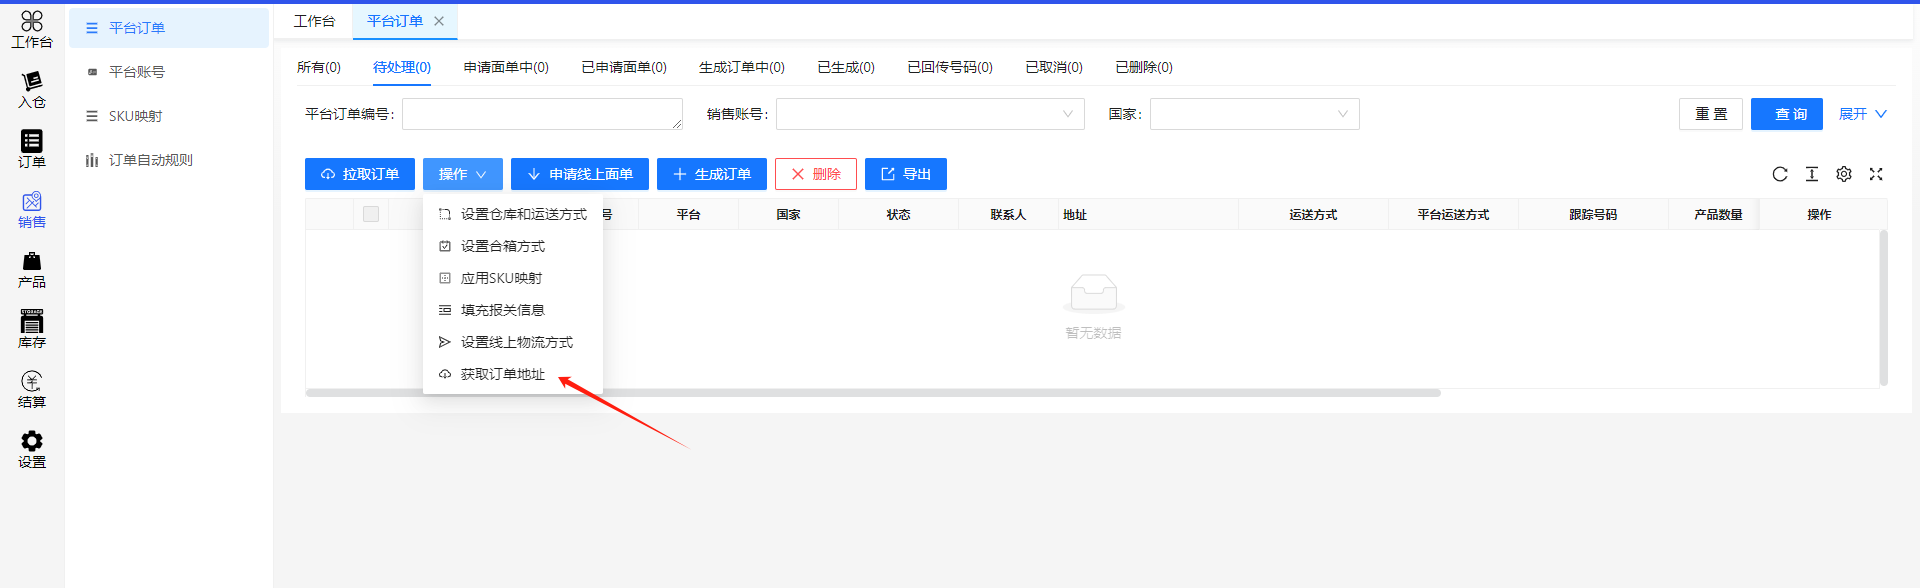 工作台
入仓
订单
销售
产品
库存
结算
设置
平台订单
平台账号
SKU映射
订单自动规则
工作台 平台订单
所有(0) 待处理(0) 申请面单中(0) 已申请面单(0) 生成订单中(0) 已生成(0) 已回传号码(0) 已取消(0) 已删除(0)
平台订单编号: 销售账号: 国家: 重 置 查 询 展开
拉取订单 操作 申请线上面单 生成订单 删除 导出
号 平台 国家 状态 联系人 地址 运送方式 平台运送方式 跟踪号码 产品数量 操作
设置仓库和运送方式
设置合箱方式
应用SKU映射
填充报关信息
设置线上物流方式
获取订单地址
暂无数据